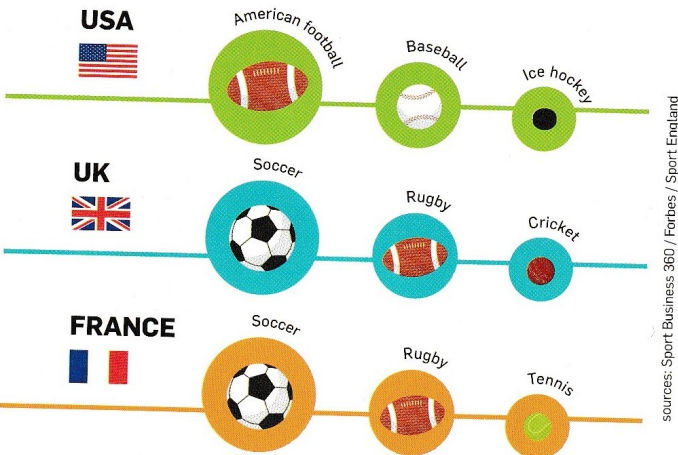 USA
American football
Baseball
Ice hockey
UK
Soccer
Rugby
Cricket
FRANCE
Soccer
Rugby
Tennis
sources: Sport Business 360 / Forbes / Sport England